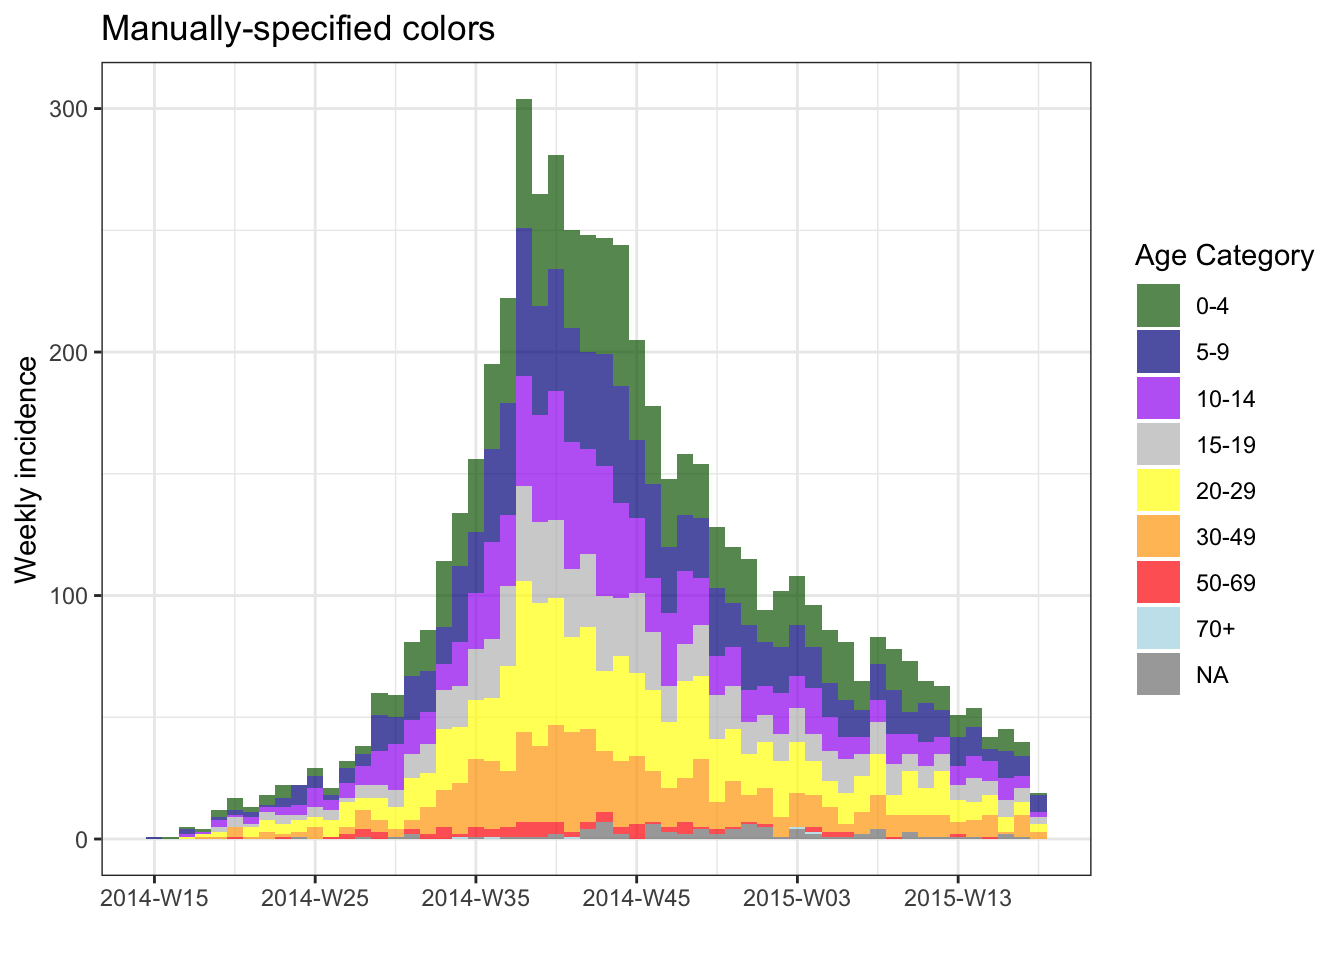 Manually-specified colors
Weekly incidence
300
200
100
0
2014-W15
2014-W25
2014-W35
2014-W45
2015-W03
2015-W13
Age Category
0-4
5-9
10-14
15-19
20-29
30-49
50-69
70+
NA